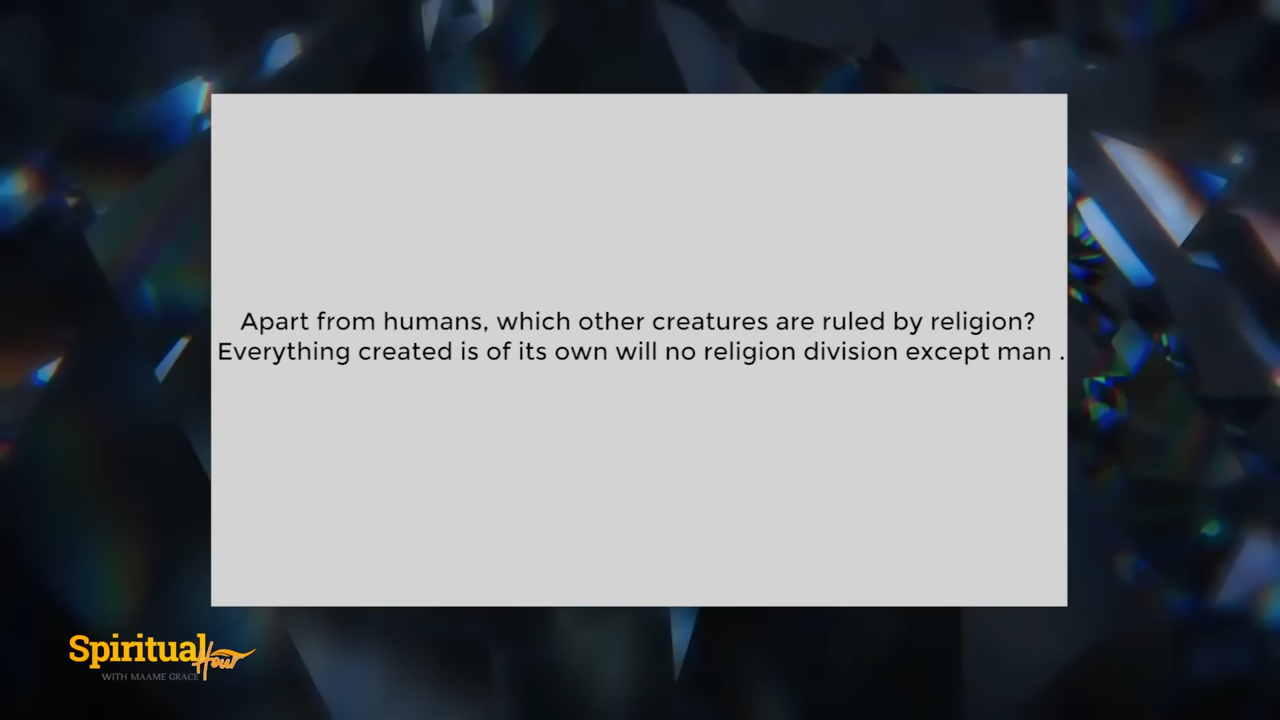 Apart from humans, which other creatures are ruled by religion?
Everything created is of its own will no religion division except man .
Spiritual Hour
WITH MAAME GRACE